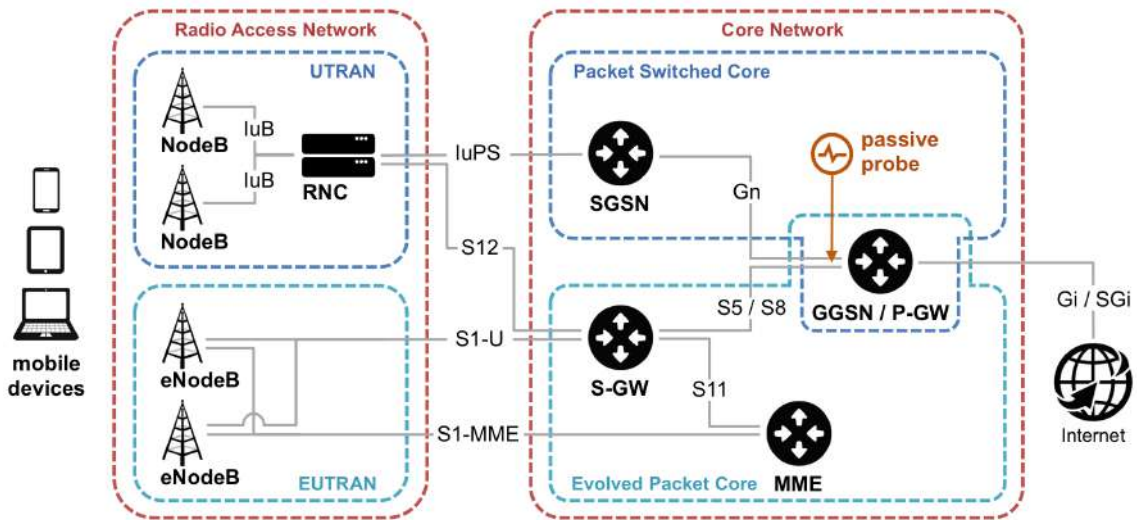 Radio Access Network
Core Network
UTRAN
Packet Switched Core
NodeB
IuB
IuB
NodeB
RNC
IuPS
SGSN
passive
probe
Gn
S12
mobile
devices
eNodeB
eNodeB
EUTRAN
S1-U
S1-MME
S-GW
S5 / S8
GGSN / P-GW
S11
MME
Evolved Packet Core
Gi / SGi
Internet